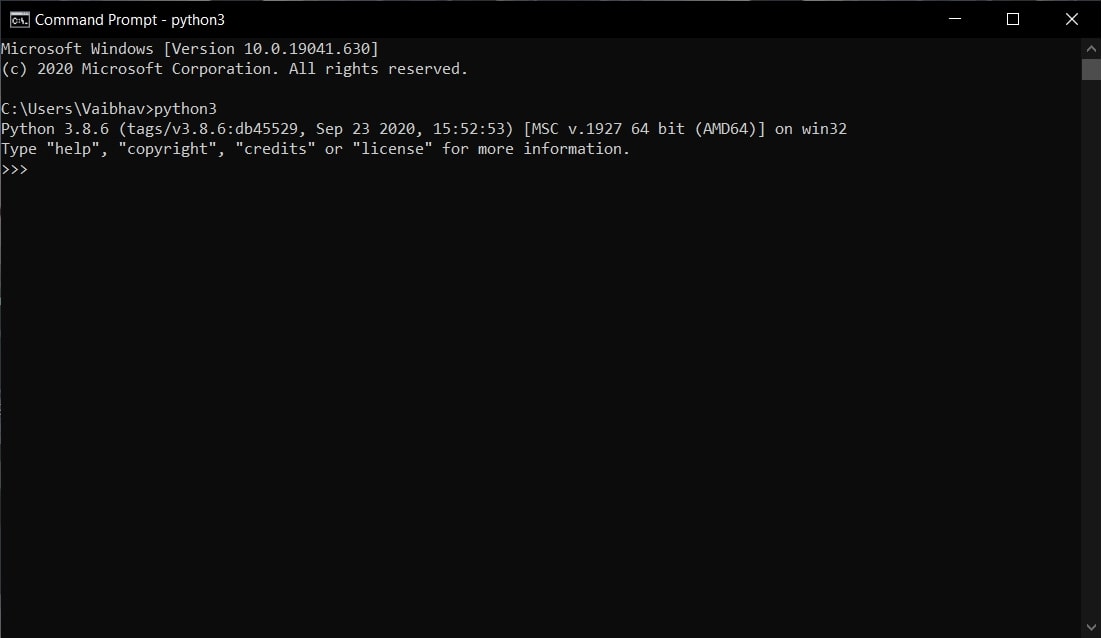 Command Prompt - python3
Microsoft Windows [Version 10.0.19041.630]
(c) 2020 Microsoft Corporation. All rights reserved.
C:\Users\Vaibhav>python3
Python 3.8.6 (tags/v3.8.6:db45529, Sep 23 2020, 15:52:53) [MSC v.1927 64 bit (AMD64)] on win32
Type "help", "copyright", "credits" or "license" for more information.
>>>